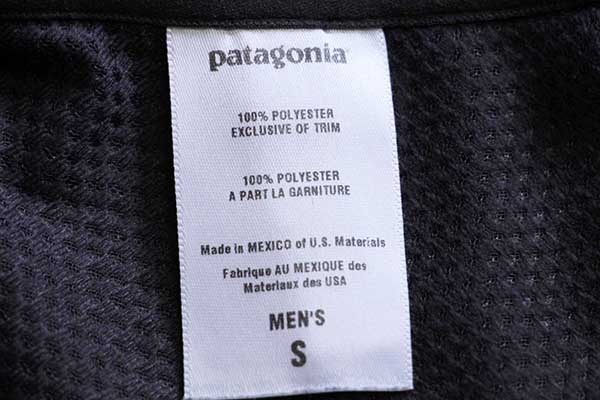 patagonia
100% POLYESTER
EXCLUSIVE OF TRIM
100% POLYESTER
A PART LA GARNITURE
Made in MEXICO of U.S. Materials
Fabrique AU MEXIQUE des
Materiaux des USA
MEN'S
S